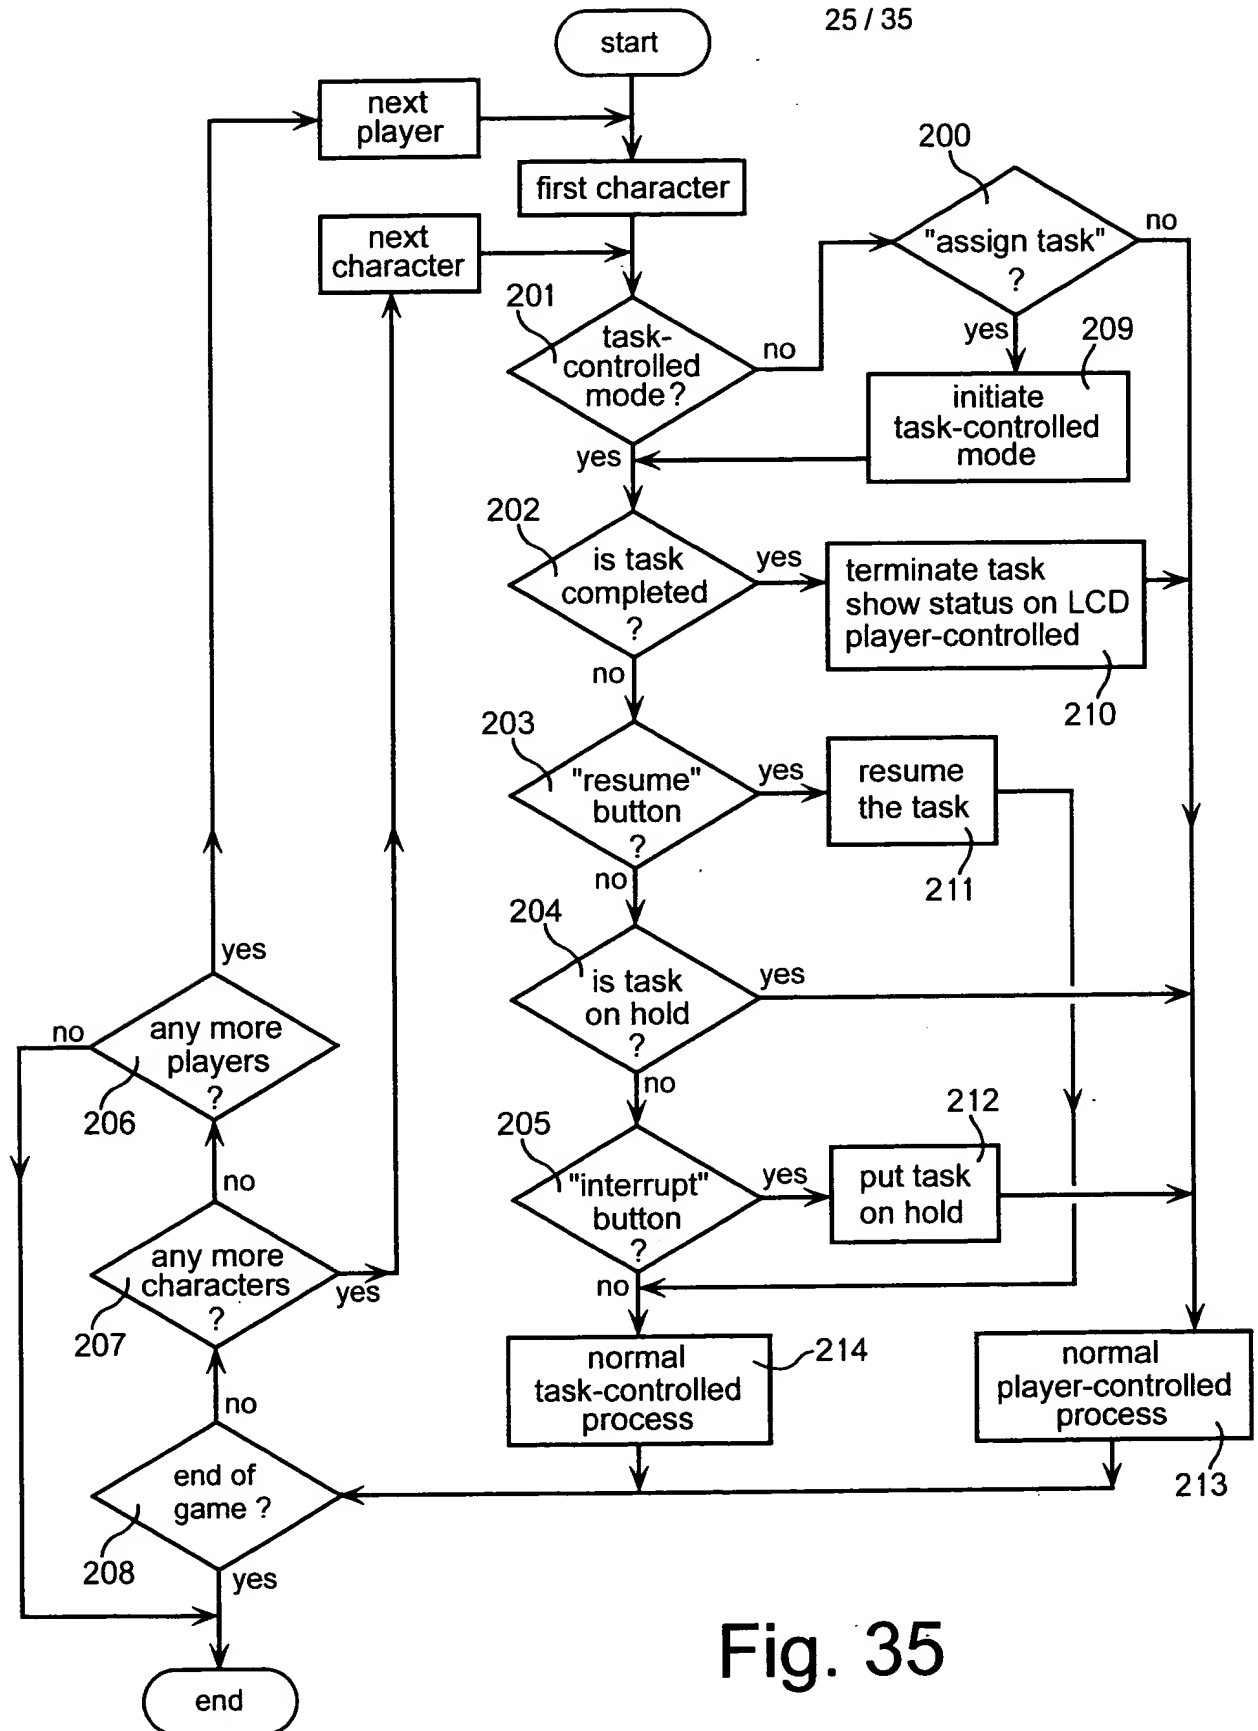 25 / 35
start
next
player
first character
200
"assign task"
?
no
yes
next
character
201
task-
controlled
mode?
no
yes
209
initiate
task-controlled
mode
202
is task
completed
?
yes
no
terminate task
show status on LCD
player-controlled
210
203
"resume"
button
?
yes
no
resume
the task
211
204
is task
on hold
?
yes
no
205
"interrupt"
button
?
yes
no
212
put task
on hold
yes
any more
players
?
no
206
no
any more
characters
?
yes
207
no
end of
game ?
208
yes
normal
task-controlled
process
214
normal
player-controlled
process
213
end
Fig. 35